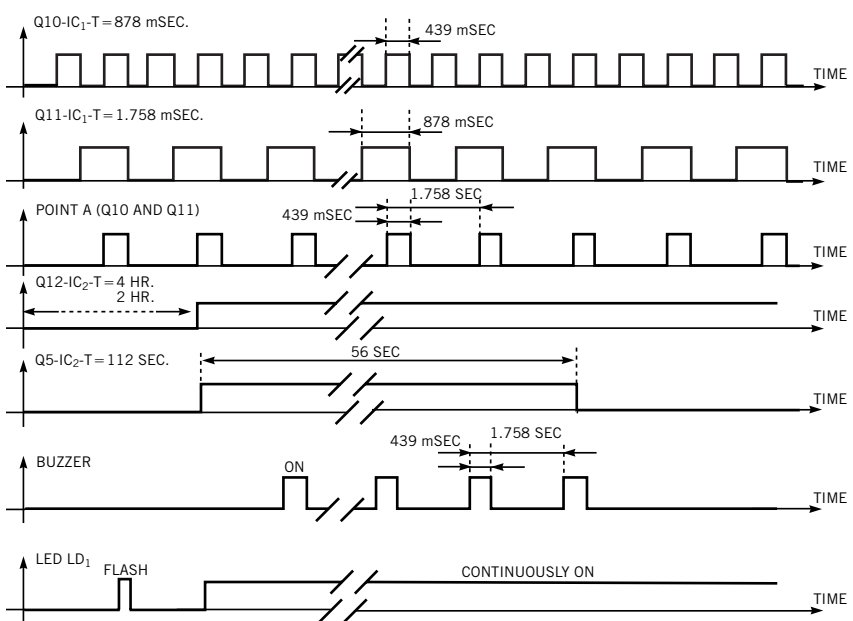 Q10-IC₁-T=878 mSEC.
439 mSEC
TIME
Q11-IC₁-T=1.758 mSEC.
878 mSEC
TIME
1.758 SEC
POINT A (Q10 AND Q11)
439 mSEC
TIME
Q12-IC₂-T=4 HR.
2 HR.
TIME
Q5-IC₂-T=112 SEC.
56 SEC
TIME
439 mSEC
1.758 SEC
BUZZER
ON
TIME
LED LD₁
FLASH
CONTINUOUSLY ON
TIME